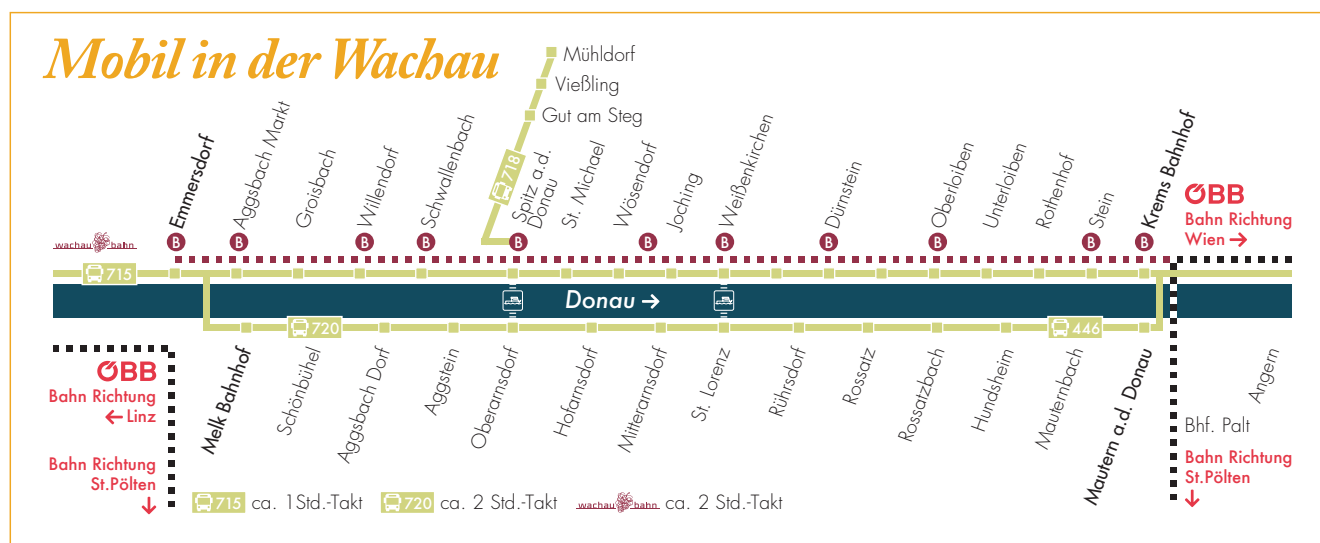 Mobil in der Wachau
Mühldorf
Vießling
Gut am Steg
718
Emmersdorf
Aggsbach Markt
Groisbach
Willendorf
Schwallenbach
Spitz a.d.
Donau
St. Michael
Wösendorf
Joching
Weißenkirchen
Dürnstein
Oberloiben
Unterloiben
Rothenhof
Stein
Krems Bahnhof
ÖBB
Bahn Richtung
Wien →
wachau bahn
B
B
B
B
B
B
B
B
B
B
B
715
Donau →
720
446
ÖBB
Bahn Richtung
← Linz
Bahn Richtung
St.Pölten
↓
Melk Bahnhof
Schönbühel
Aggsbach Dorf
Aggstein
Oberarnsdorf
Hofarnsdorf
Mitterarnsdorf
St. Lorenz
Rührsdorf
Rossatz
Rossatzbach
Hundsheim
Mauternbach
Mautern a.d. Donau
Angern
Bhf. Palt
Bahn Richtung
St.Pölten
↓
715 ca. 1Std.-Takt 720 ca. 2 Std.-Takt wachau bahn ca. 2 Std.-Takt